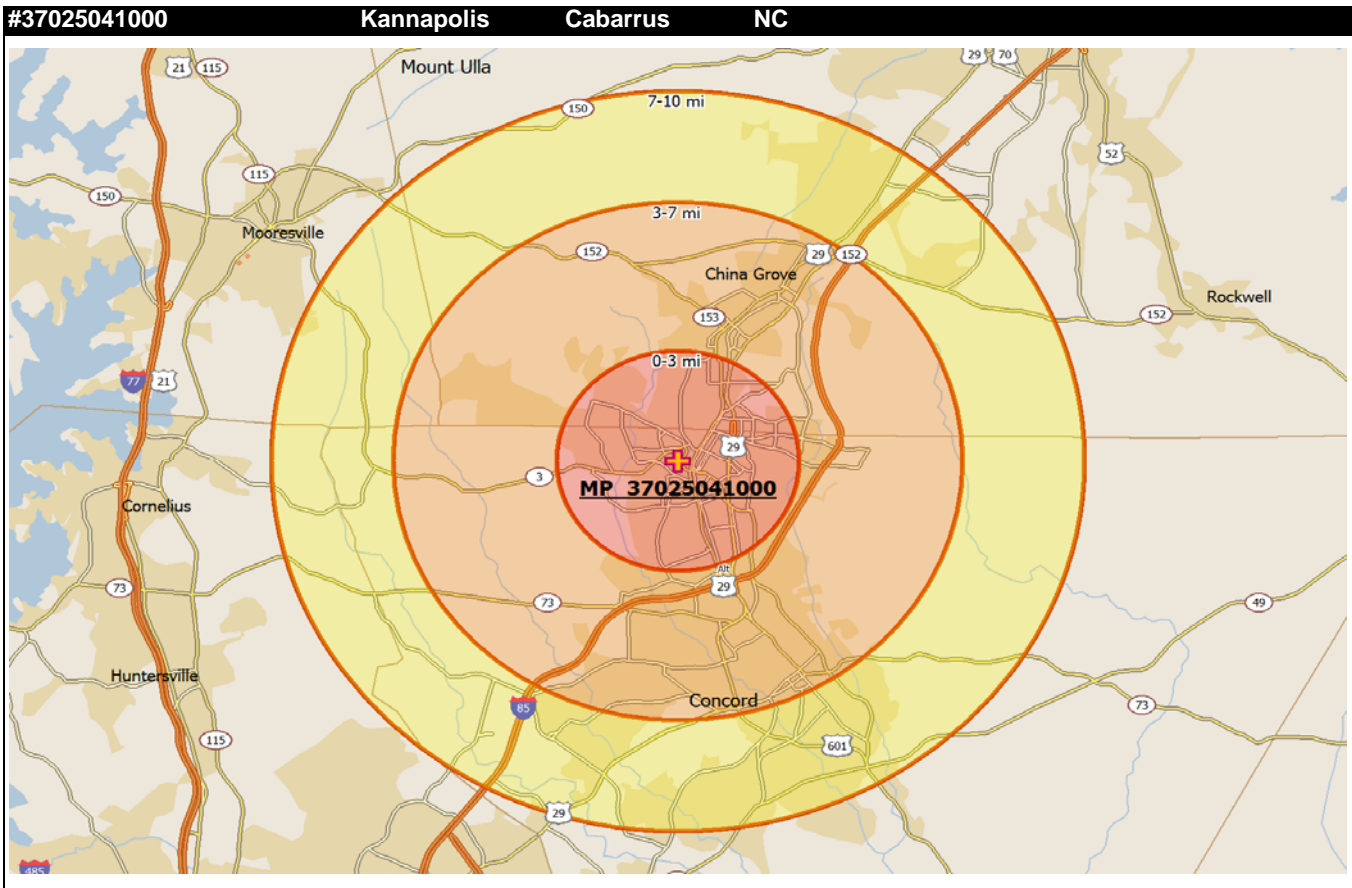 #37025041000 Kannapolis Cabarrus NC
21 115
Mount Ulla
29 70
7-10 mi
150
52
115
150
3-7 mi
Mooresville
152
29 152
China Grove
Rockwell
153
152
0-3 mi
77 21
29
3
MP 37025041000
Cornelius
Alt
29
73
73
49
Huntersville
Concord
85
73
115
601
29
485